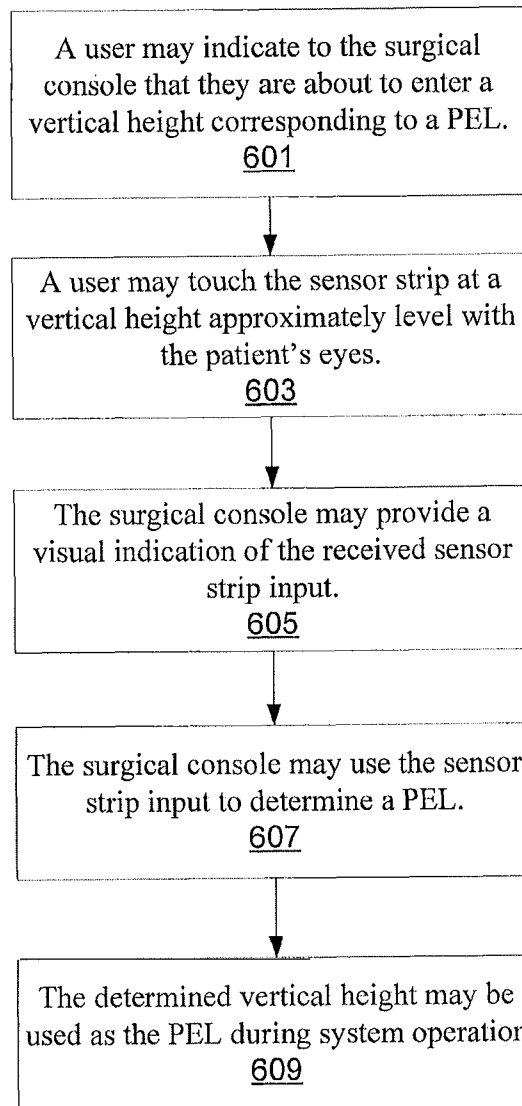 A user may indicate to the surgical
console that they are about to enter a
vertical height corresponding to a PEL.
601
A user may touch the sensor strip at a
vertical height approximately level with
the patient's eyes.
603
The surgical console may provide a
visual indication of the received sensor
strip input.
605
The surgical console may use the sensor
strip input to determine a PEL.
607
The determined vertical height may be
used as the PEL during system operation
609